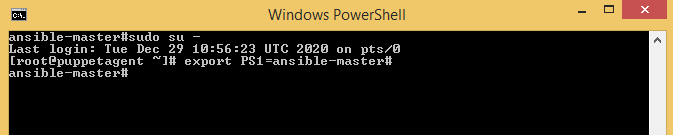 Windows PowerShell
ansible-master#sudo su -
Last login: Tue Dec 29 10:56:23 UTC 2020 on pts/0
[root@puppetagent ~]# export PS1=ansible-master#
ansible-master#